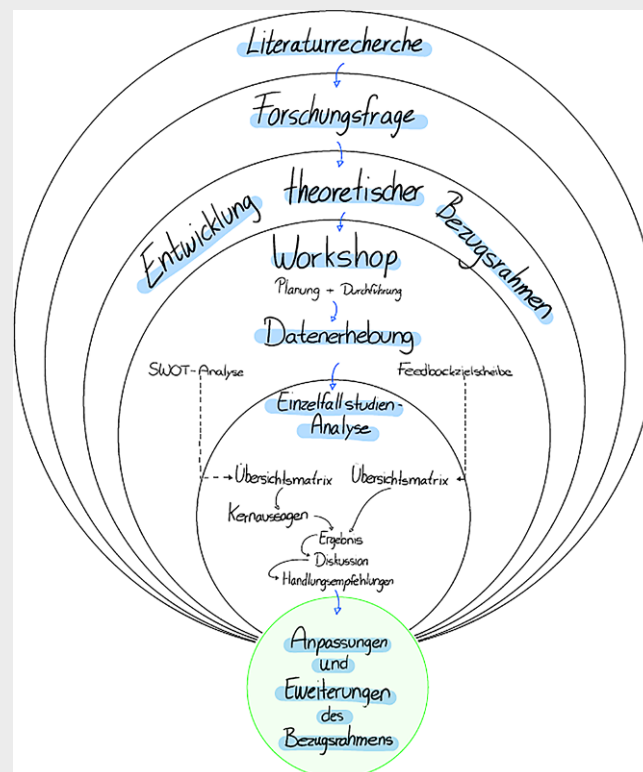 Literaturrecherche
Forschungsfrage
Entwicklung theoretischer Bezugsrahmen
Workshop
Planung + Durchführung
Datenerhebung
SWOT-Analyse
Feedbackzielscheibe
Einzelfallstudien-
Analyse
Übersichtsmatrix
Übersichtsmatrix
Kernaussagen
Ergebnis
Diskussion
Handlungsempfehlungen
Anpassungen
und
Eweiterungen
des
Bezugsrahmens